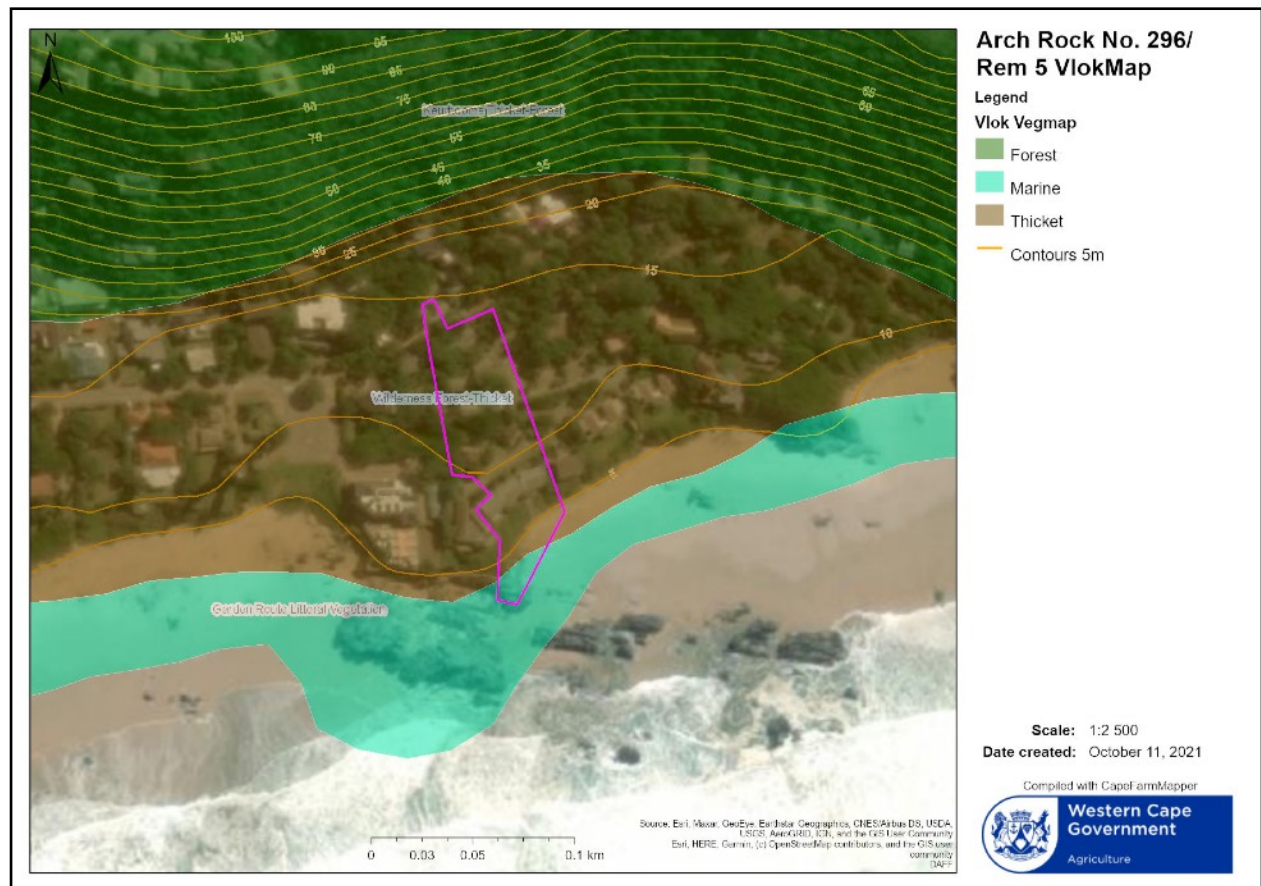 Arch Rock No. 296/
Rem 5 VlokMap
Legend
Vlok Vegmap
Forest
Marine
Thicket
Contours 5m
N
100
85
90
95
80
75
65
60
Keurbooms Thicket-Forest
70
55
50
45
40
35
30
25
20
15
10
Wilderness Forest-Thicket
5
Garden Route Littoral Vegetation
0
0.03
0.05
0.1 km
Source: Esri, Maxar, GeoEye, Earthstar Geographics, CNES/Airbus DS, USDA,
USGS, AeroGRID, IGN, and the GIS User Community
Esri, HERE, Garmin, (c) OpenStreetMap contributors, and the GIS user
community
DAFF
Scale: 1:2 500
Date created: October 11, 2021
Compiled with CapeFarmMapper
Western Cape
Government
Agriculture